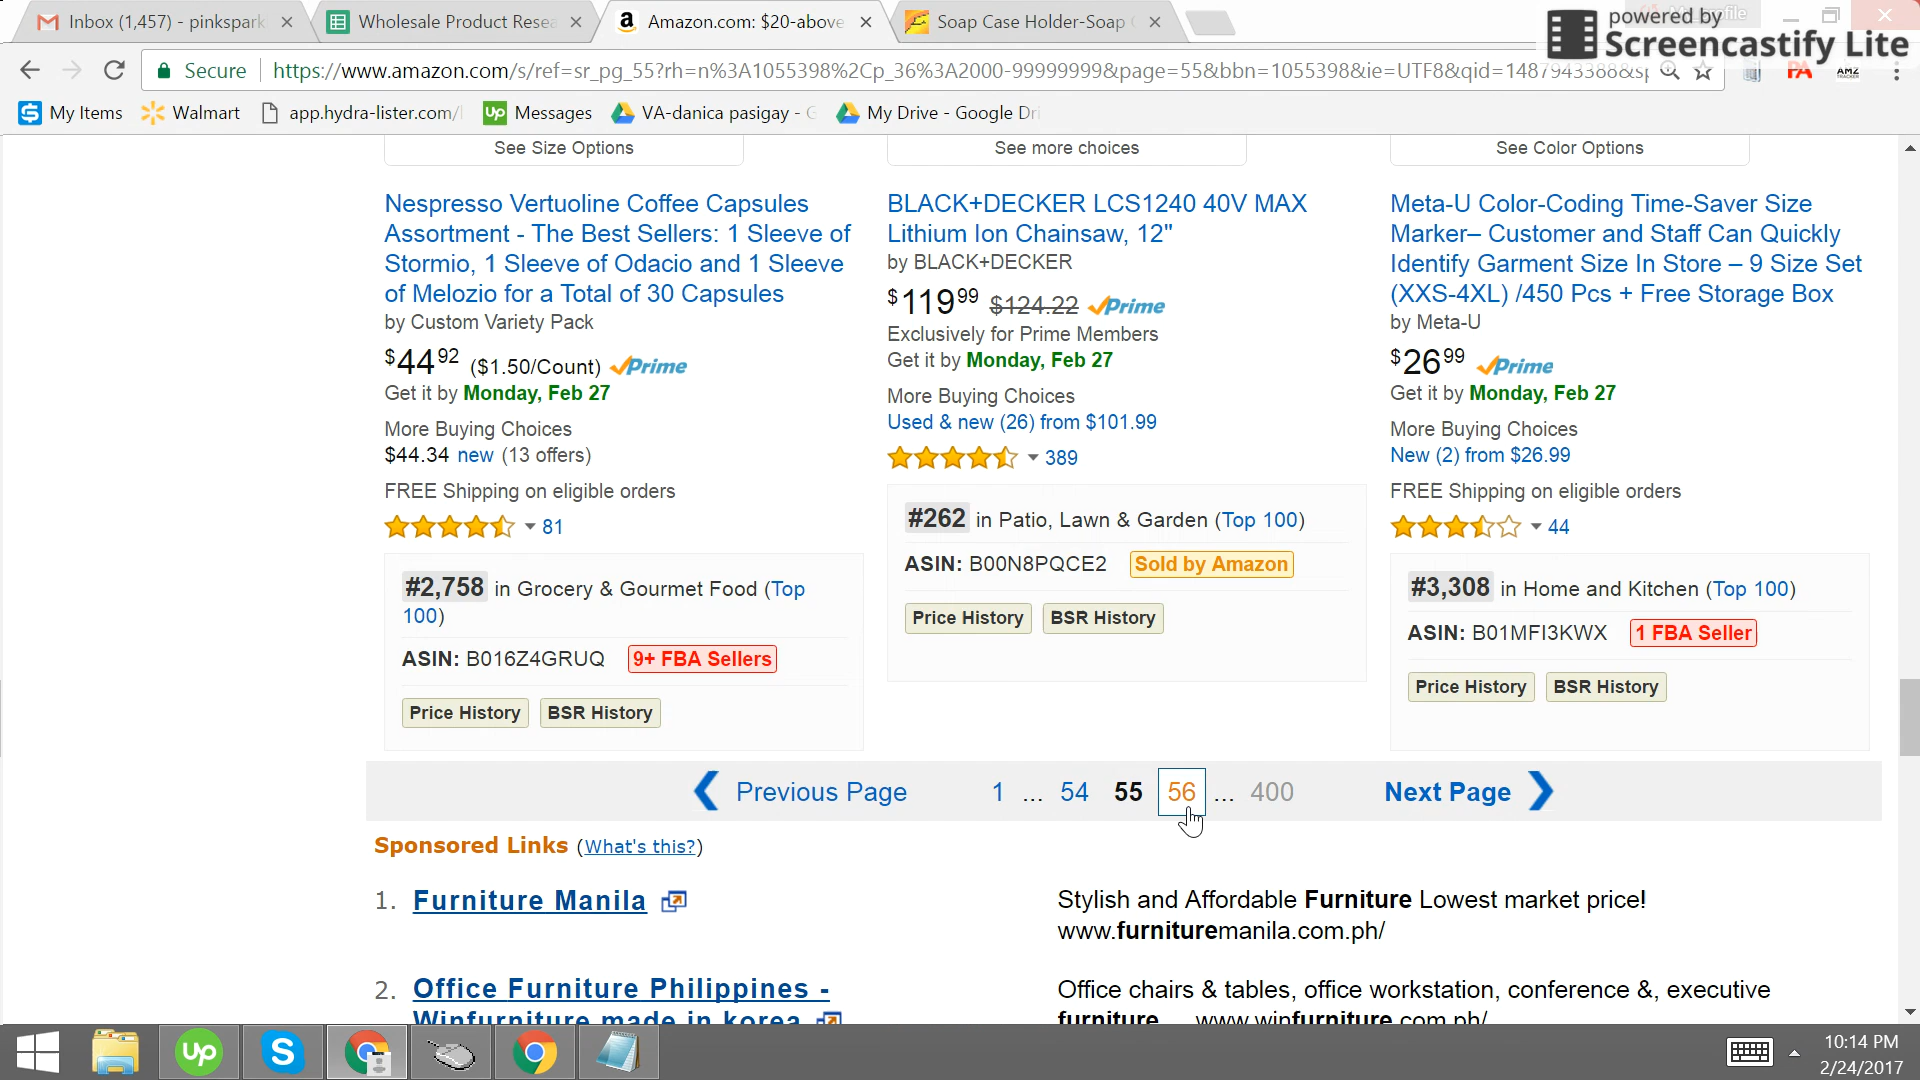 Inbox (1,457) - pinkspark
Wholesale Product Resea
Amazon.com: $20-above
Soap Case Holder-Soap
powered by
Screencastify Lite
Secure
https://www.amazon.com/s/ref=sr_pg_55?rh=n%3A1055398%2Cp_36%3A2000-99999999&page=55&bbn=1055398&ie=UTF8&qid=1487943388&s
PA
AMZ
My Items
Walmart
app.hydra-lister.com/
Up
Messages
VA-danica pasigay - G
My Drive - Google Dri
See Size Options
See more choices
See Color Options
Nespresso Vertuoline Coffee Capsules
Assortment - The Best Sellers: 1 Sleeve of
Stormio, 1 Sleeve of Odacio and 1 Sleeve
of Melozio for a Total of 30 Capsules
by Custom Variety Pack
$44 92 ($1.50/Count) Prime
Get it by Monday, Feb 27
More Buying Choices
$44.34 new (13 offers)
FREE Shipping on eligible orders
81
#2,758 in Grocery & Gourmet Food (Top
100)
ASIN: B016Z4GRUQ 9+ FBA Sellers
Price History BSR History
BLACK+DECKER LCS1240 40V MAX
Lithium Ion Chainsaw, 12"
by BLACK+DECKER
$119 99 $124.22 Prime
Exclusively for Prime Members
Get it by Monday, Feb 27
More Buying Choices
Used & new (26) from $101.99
389
#262 in Patio, Lawn & Garden (Top 100)
ASIN: B00N8PQCE2 Sold by Amazon
Price History BSR History
Meta-U Color-Coding Time-Saver Size
Marker– Customer and Staff Can Quickly
Identify Garment Size In Store – 9 Size Set
(XXS-4XL) /450 Pcs + Free Storage Box
by Meta-U
$26 99 Prime
Get it by Monday, Feb 27
More Buying Choices
New (2) from $26.99
FREE Shipping on eligible orders
44
#3,308 in Home and Kitchen (Top 100)
ASIN: B01MFI3KWX 1 FBA Seller
Price History BSR History
Previous Page 1 ... 54 55 56 ... 400 Next Page
Sponsored Links (What's this?)
1. Furniture Manila
Stylish and Affordable Furniture Lowest market price!
www.furnituremanila.com.ph/
2. Office Furniture Philippines -
Winfurniture made in korea
Office chairs & tables, office workstation, conference &, executive
furniture ... www.winfurniture.com.ph/
up
S
10:14 PM
2/24/2017